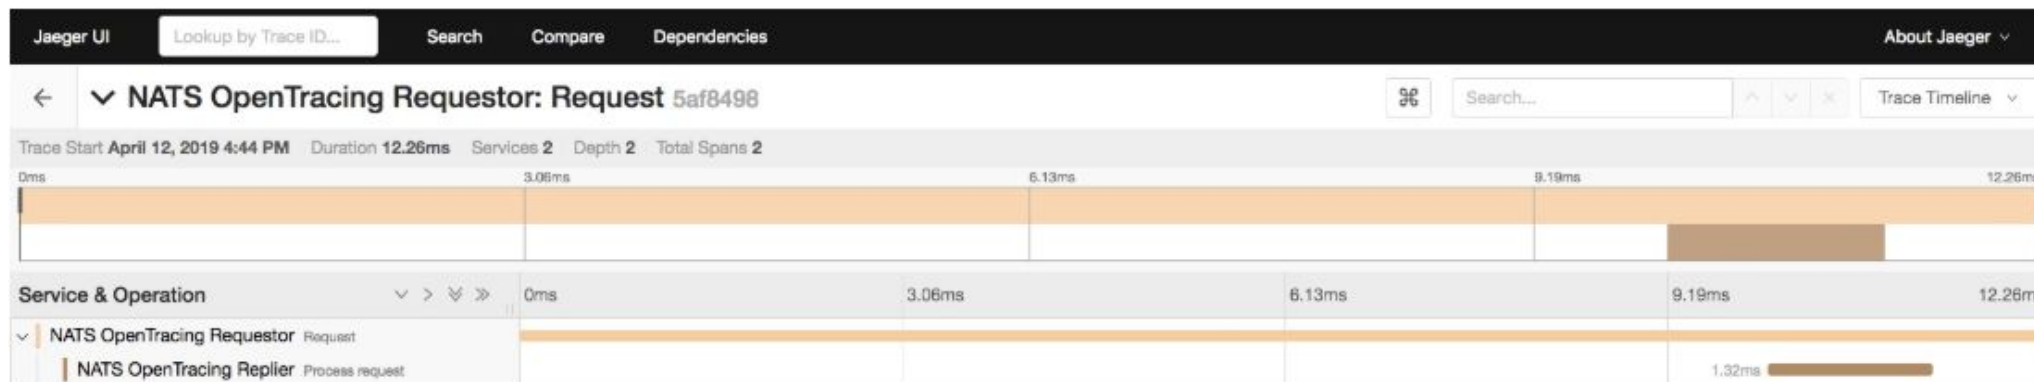 Jaeger UI Lookup by Trace ID... Search Compare Dependencies About Jaeger
NATS OpenTracing Requestor: Request 5af8498 Search... Trace Timeline
Trace Start April 12, 2019 4:44 PM Duration 12.26ms Services 2 Depth 2 Total Spans 2
0ms 3.06ms 6.13ms 9.19ms 12.26m
Service & Operation 0ms 3.06ms 6.13ms 9.19ms 12.26m
NATS OpenTracing Requestor Request
NATS OpenTracing Replier Process request 1.32ms